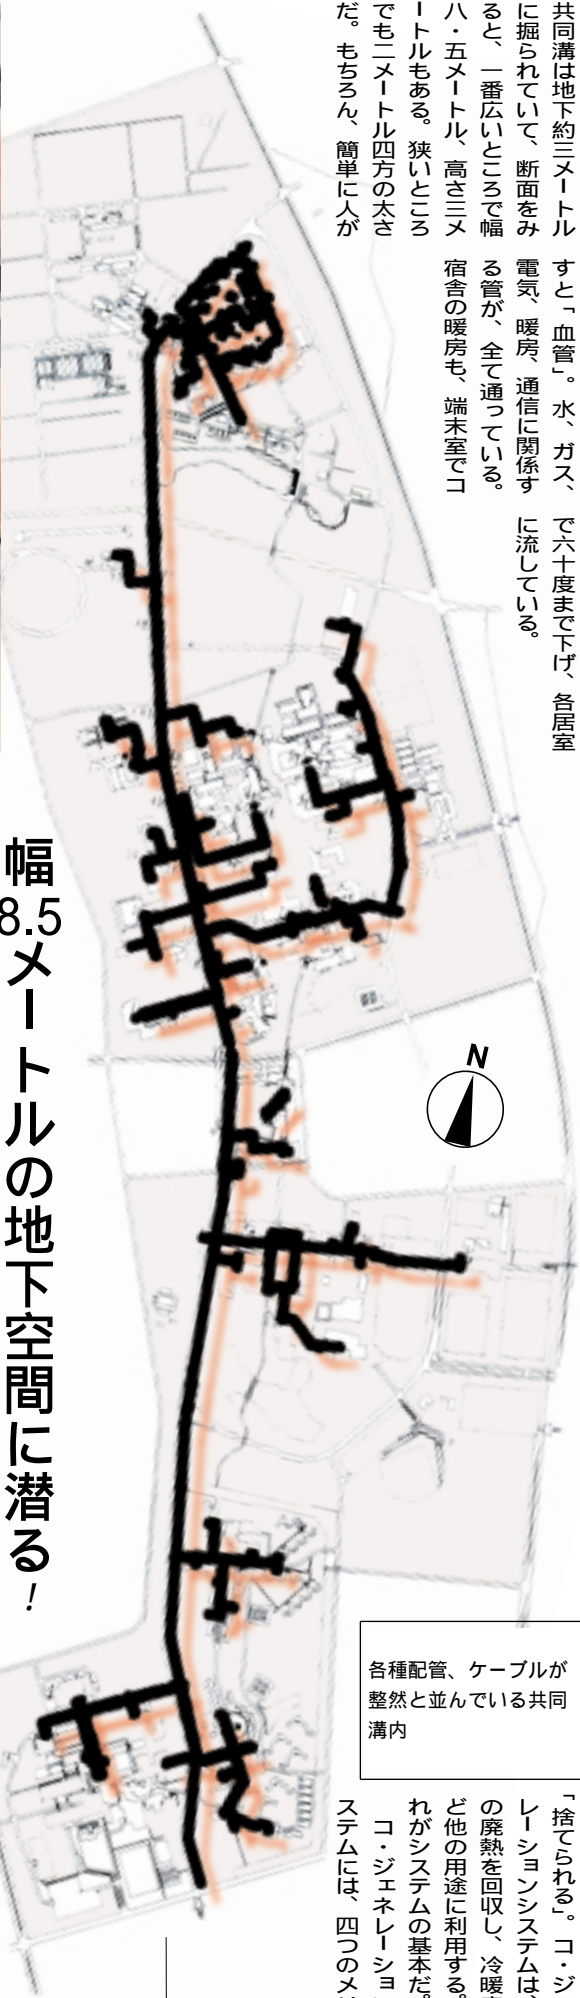 共同溝は地下約三メートル
に掘られていて、断面をみ
ると、一番広いところで幅
八・五メートル、高さ三メ
ートルもある。狭いところ
でも二メートル四方の太さ
だ。もちろん、簡単に人が
すと「血管」。水、ガス、
電気、暖房、通信に関係す
る管が、全て通っている。
宿舎の暖房も、端末室でコ
で六十度まで下げ、各居室
に流している。
幅8.5メートルの地下空間に潜る!
N
各種配管、ケーブルが
整然と並んでいる共同
溝内
「捨てられる」。コ・ジ
レーションシステムは、
の廃熱を回収し、冷暖
ど他の用途に利用する。
れがシステムの基本だ。
コ・ジェネレーショ
ステムには、四つのメ